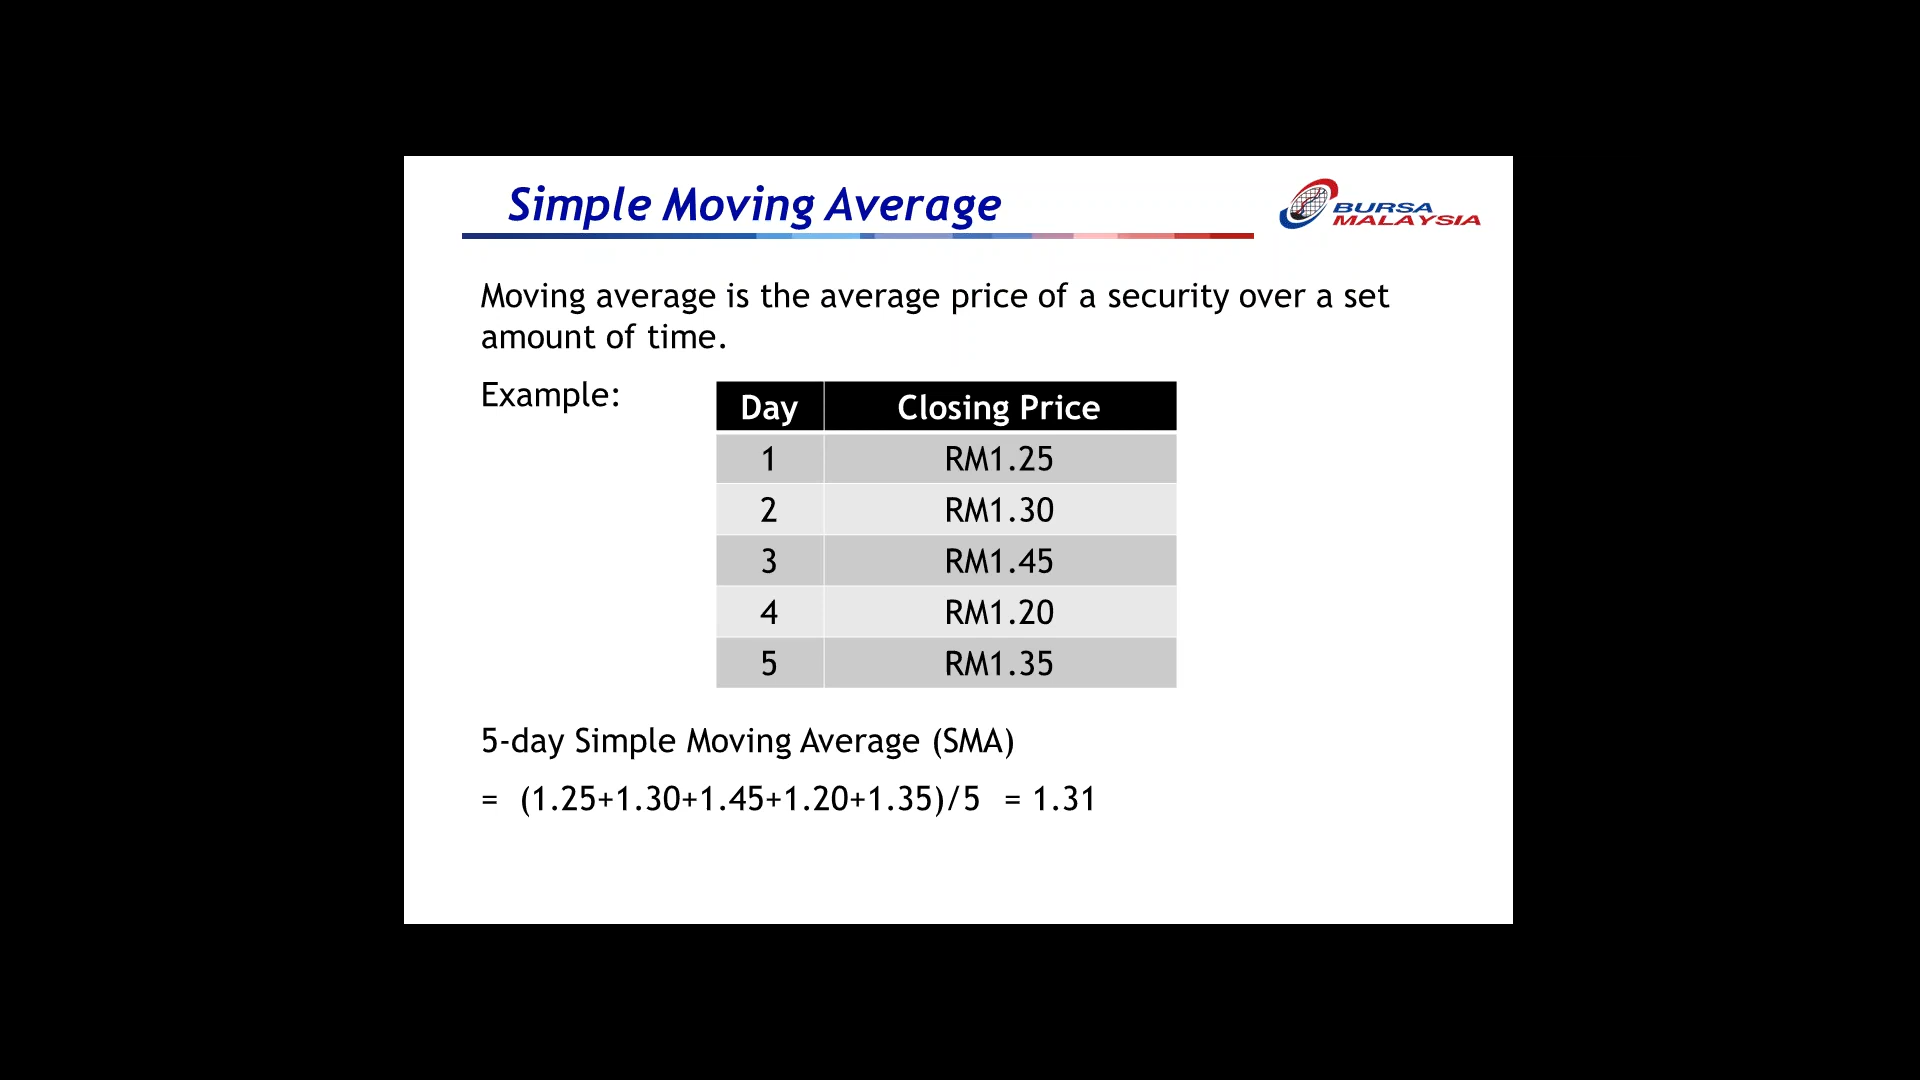 Simple Moving Average
BURSA
MALAYSIA
Moving average is the average price of a security over a set
amount of time.
Example:
Day Closing Price
1 RM1.25
2 RM1.30
3 RM1.45
4 RM1.20
5 RM1.35
5-day Simple Moving Average (SMA)
= (1.25+1.30+1.45+1.20+1.35)/5 = 1.31